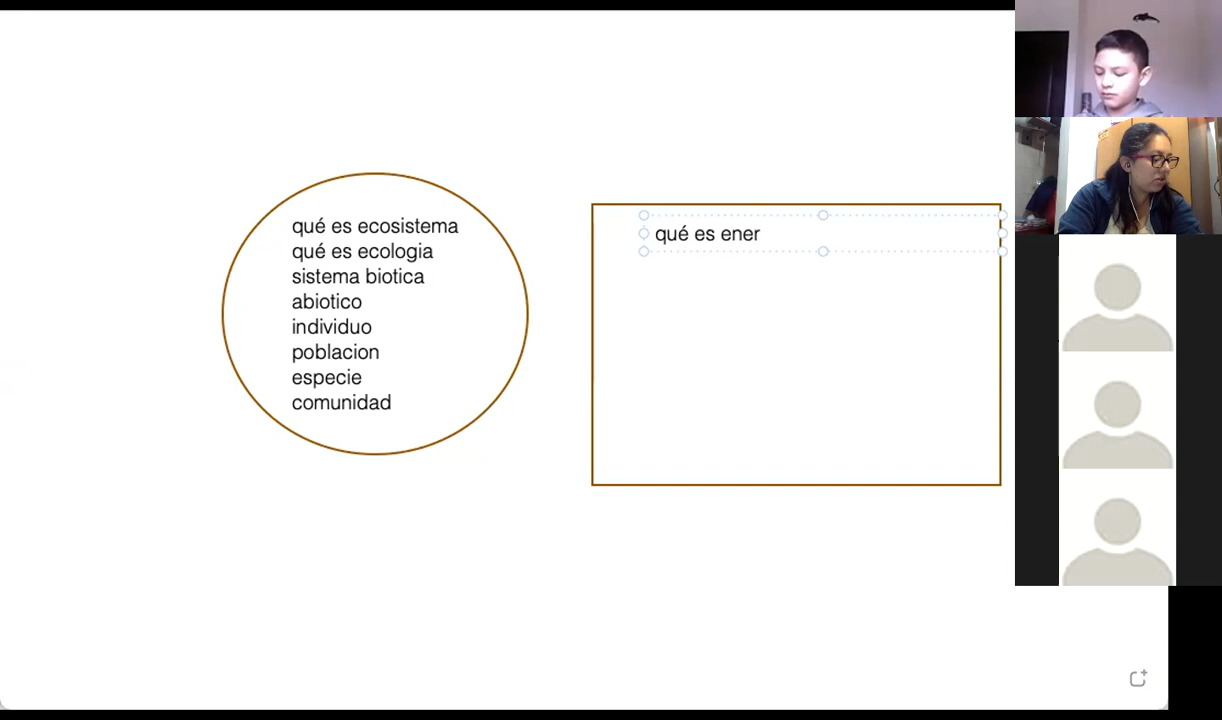 qué es ecosistema
qué es ecologia
sistema biotica
abiotico
individuo
poblacion
especie
comunidad
qué es ener